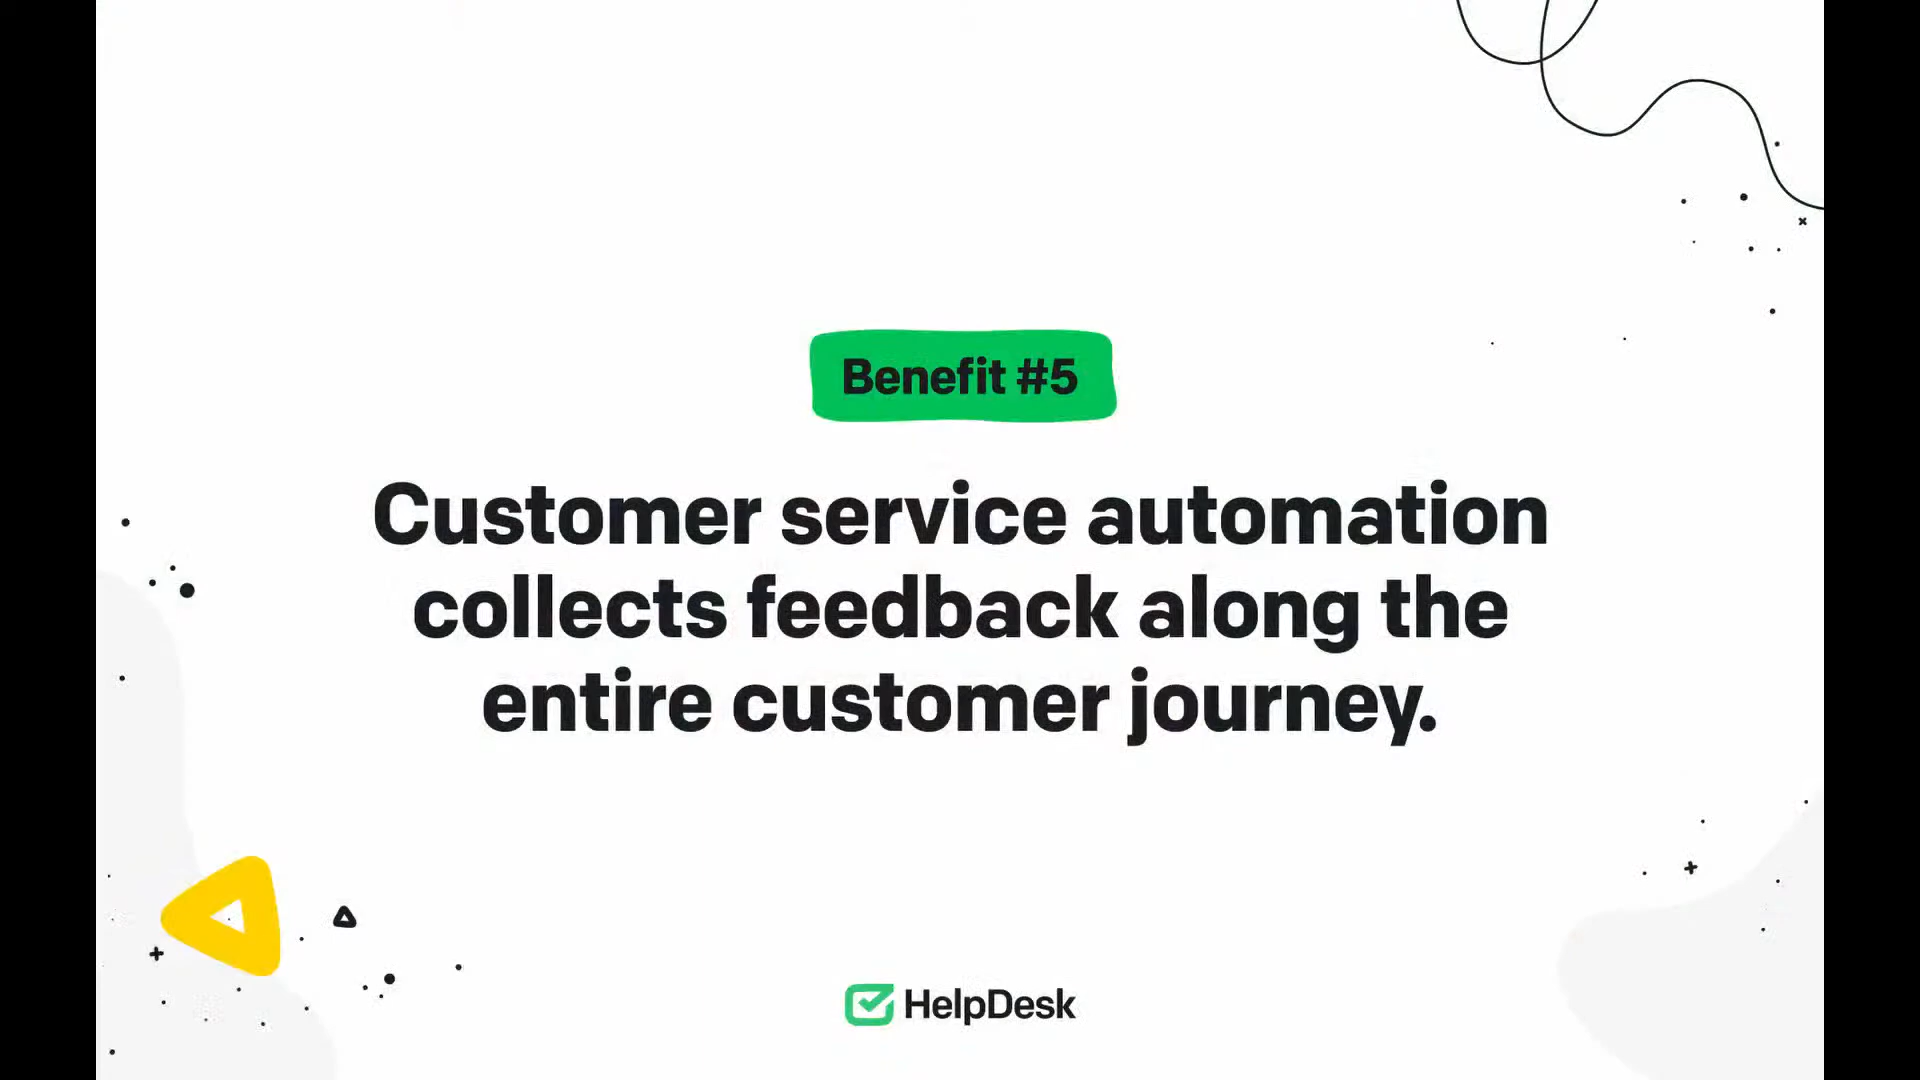 Benefit #5
Customer service automation
collects feedback along the
entire customer journey.
HelpDesk